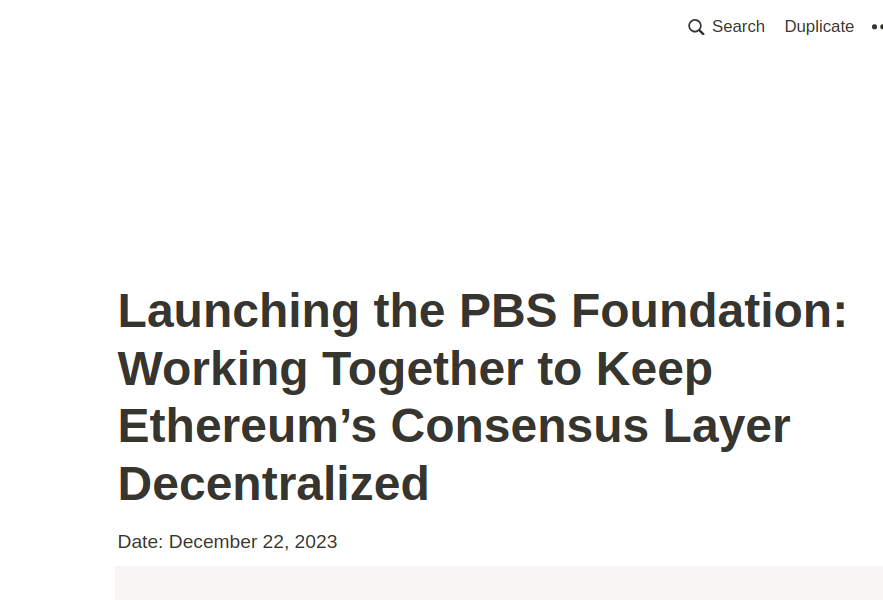 Search Duplicate
Launching the PBS Foundation:
Working Together to Keep
Ethereum’s Consensus Layer
Decentralized
Date: December 22, 2023